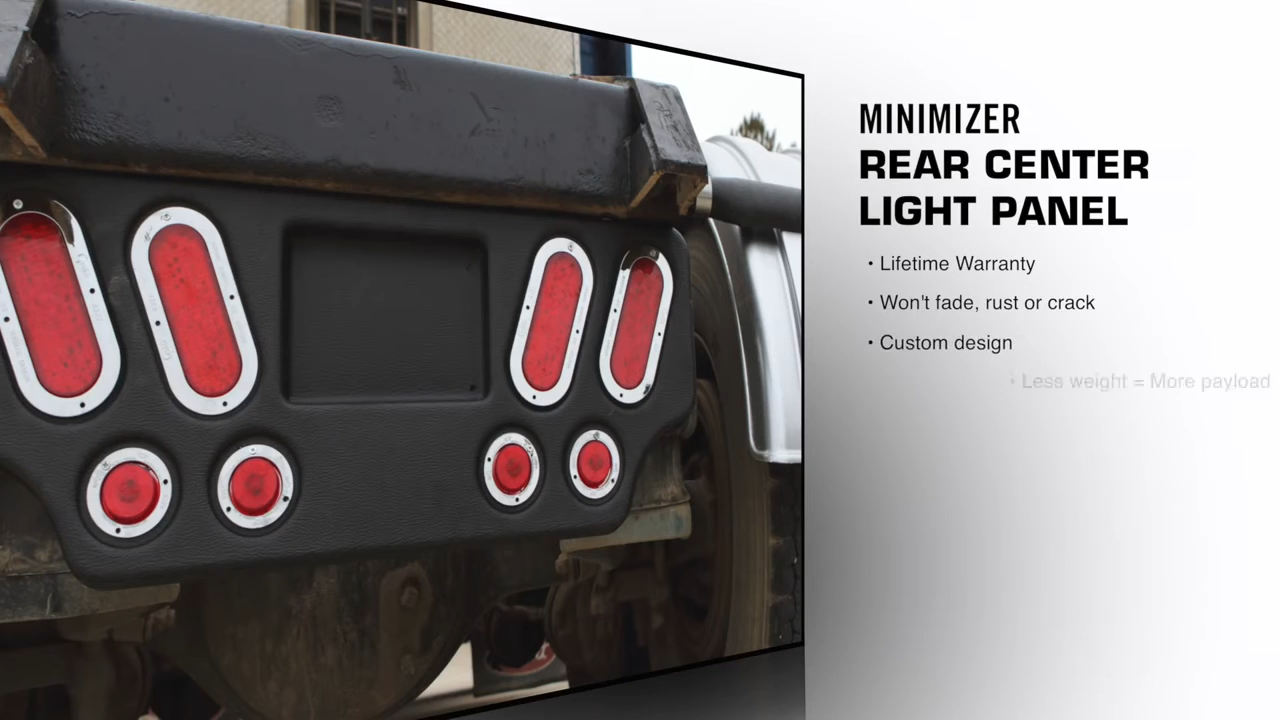 MINIMIZER
REAR CENTER
LIGHT PANEL
• Lifetime Warranty
• Won't fade, rust or crack
• Custom design
• Less weight = More payload